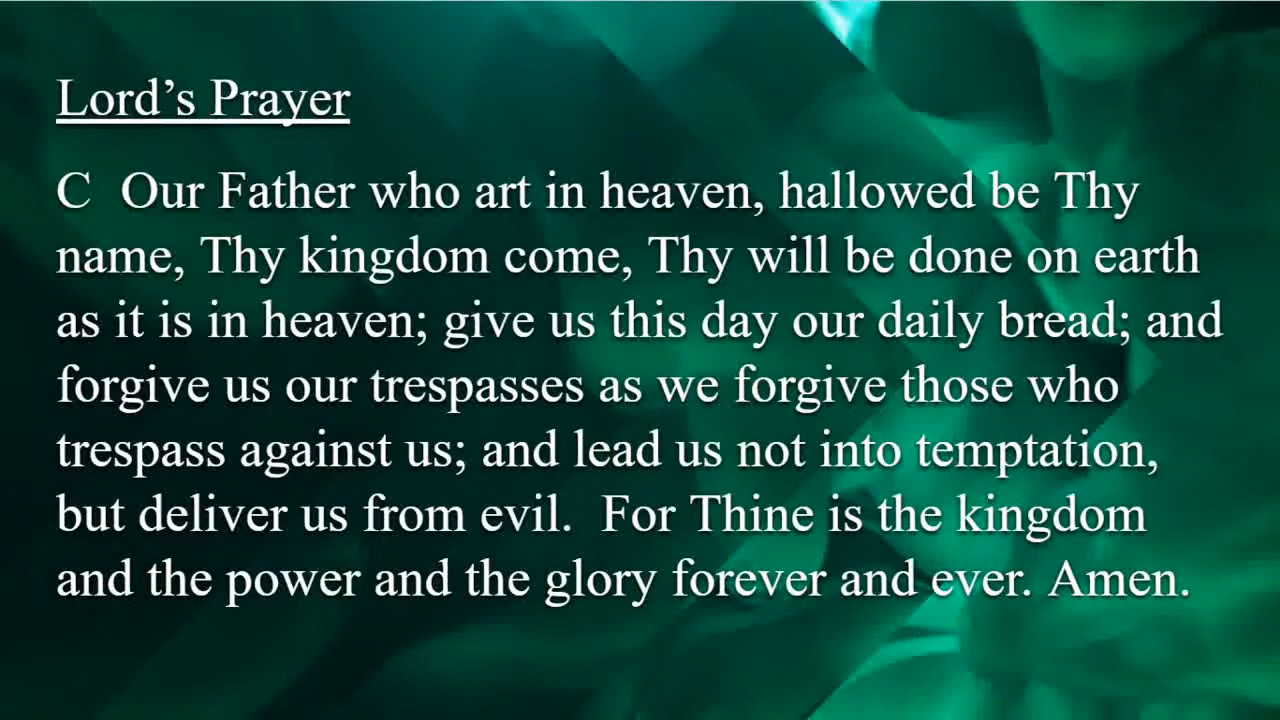 Lord’s Prayer
C Our Father who art in heaven, hallowed be Thy
name, Thy kingdom come, Thy will be done on earth
as it is in heaven; give us this day our daily bread; and
forgive us our trespasses as we forgive those who
trespass against us; and lead us not into temptation,
but deliver us from evil. For Thine is the kingdom
and the power and the glory forever and ever. Amen.